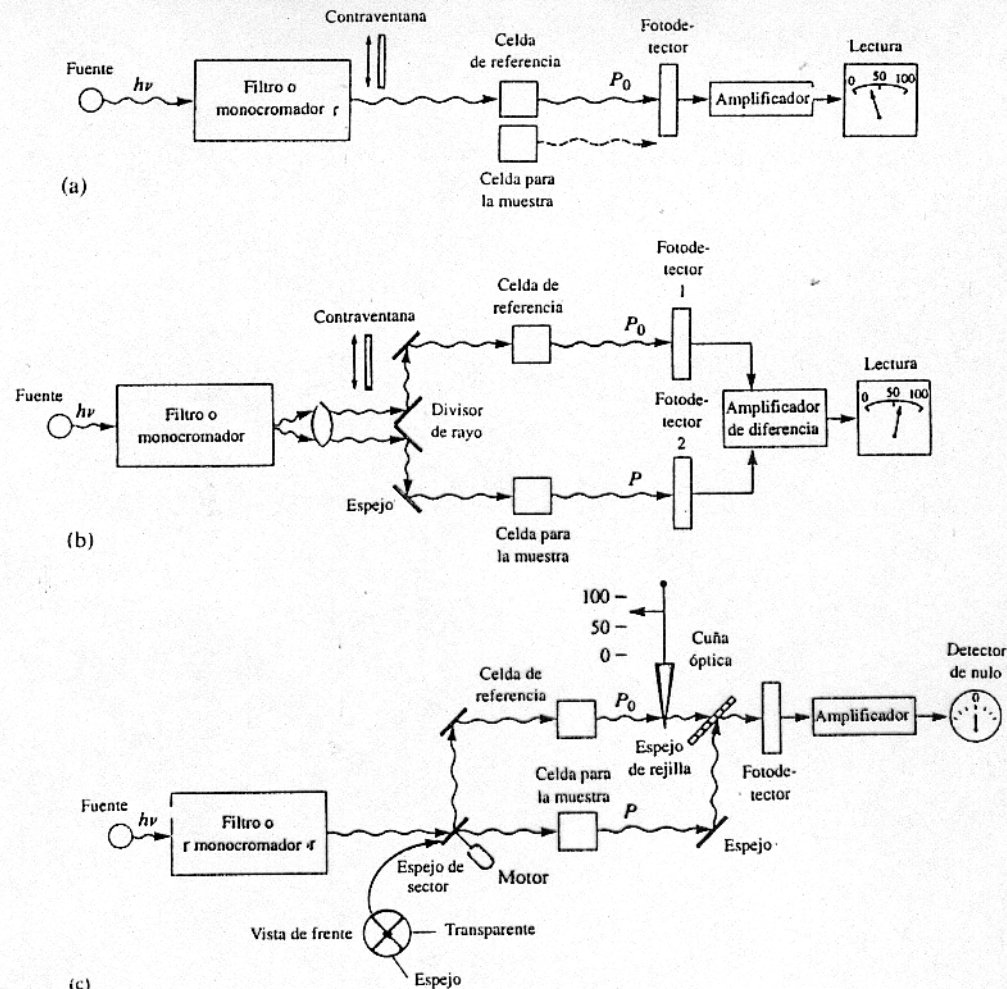 Contraventana
Celda
de referencia
Fotode-
tector
Lectura
Fuente
hν
Filtro o
monocromador
P0
Amplificador
0 50 100
Celda para
la muestra
(a)
Fotode-
tector
1
Celda de
referencia
Contraventana
P0
Lectura
Fuente
hν
Filtro o
monocromador
Divisor
de rayo
Fotode-
tector
2
Amplificador
de diferencia
0 50 100
Espejo
P
Celda para
la muestra
(b)
100
50
0
Cuña
óptica
Detector
de nulo
Celda de
referencia
P0
0
Amplificador
Espejo
de rejilla
Fotode-
tector
Celda para
la muestra
Fuente
hν
Filtro o
monocromador
P
Espejo
Espejo de
sector
Motor
Vista de frente
Transparente
Espejo
(c)